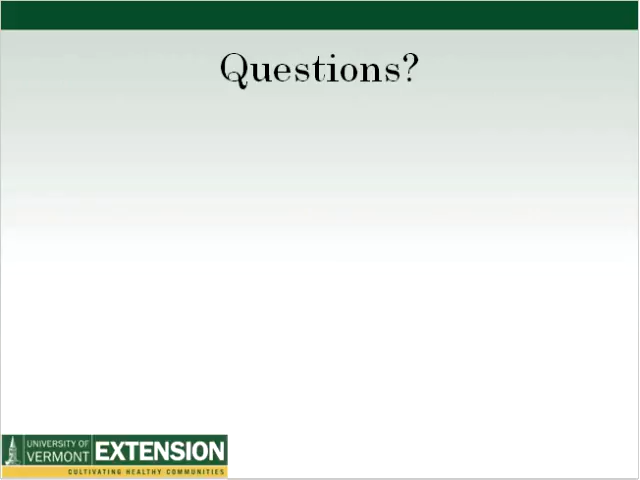 Questions?
UNIVERSITY OF
VERMONT
EXTENSION
CULTIVATING HEALTHY COMMUNITIES